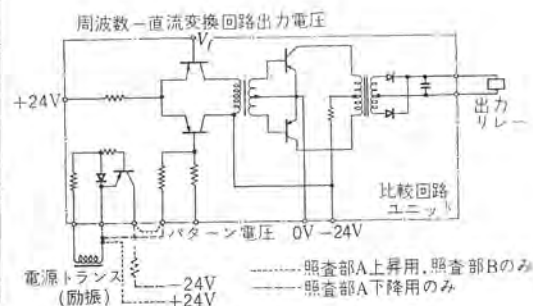 周波数－直流変換回路出力電圧
Vf
+24V
出力
リレー
比較回路
ユニット
パターン電圧
0V
-24V
電源トランス
(励振)
-24V
+24V
照査部A上昇用,照査部Bのみ
照査部A下降用のみ